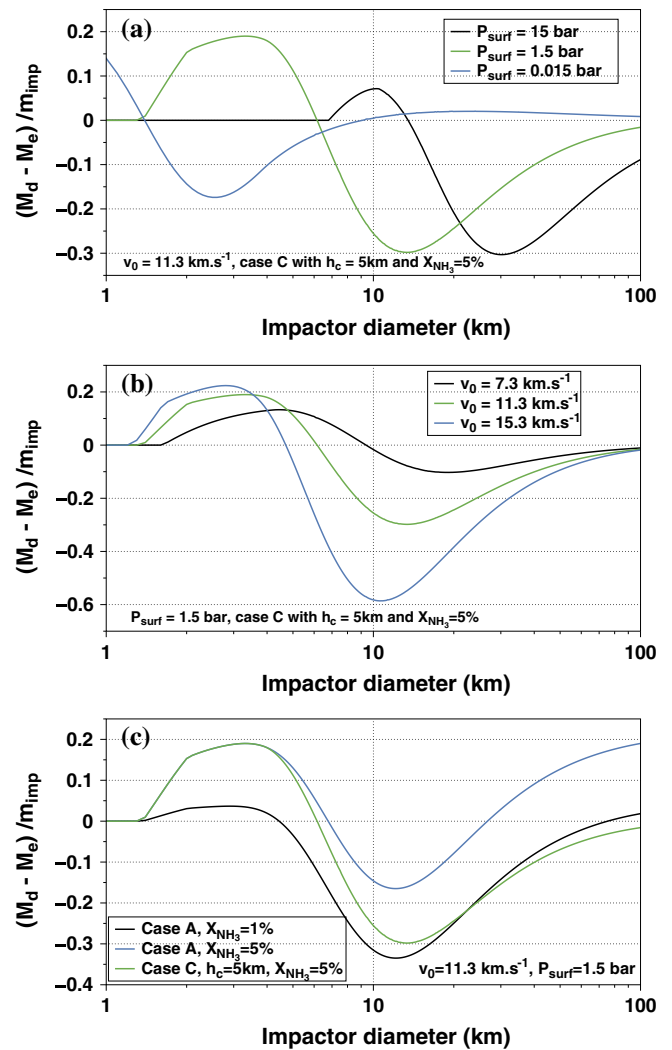 (a)
P_surf = 15 bar
P_surf = 1.5 bar
P_surf = 0.015 bar
(M_d - M_e) /m_imp
0.2
0.1
0
−0.1
−0.2
−0.3
v_0 = 11.3 km.s^-1, case C with h_c = 5km and X_NH_3=5%
1
10
100
Impactor diameter (km)
(b)
v_0 = 7.3 km.s^-1
v_0 = 11.3 km.s^-1
v_0 = 15.3 km.s^-1
(M_d - M_e) /m_imp
0.2
0
−0.2
−0.4
−0.6
P_surf = 1.5 bar, case C with h_c = 5km and X_NH_3=5%
1
10
100
Impactor diameter (km)
(c)
(M_d - M_e) /m_imp
0.2
0.1
0
−0.1
−0.2
−0.3
−0.4
Case A, X_NH_3=1%
Case A, X_NH_3=5%
Case C, h_c=5km, X_NH_3=5%
v_0=11.3 km.s^-1, P_surf=1.5 bar
1
10
100
Impactor diameter (km)